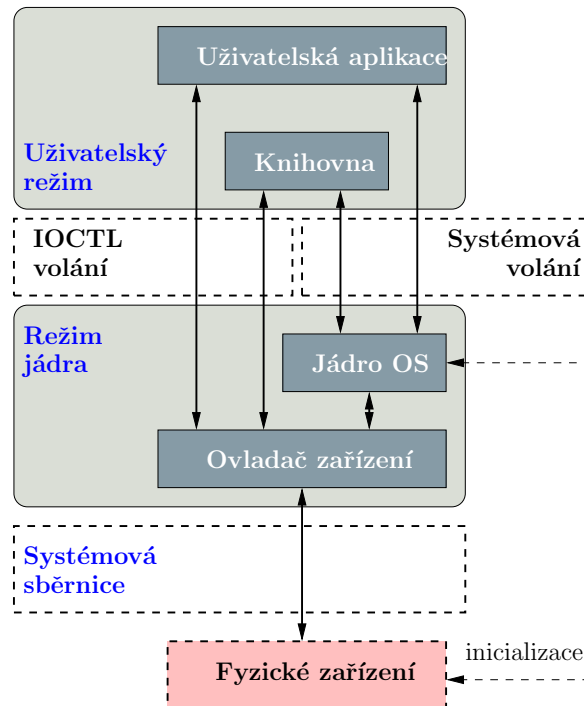 Uživatelská aplikace
Uživatelský
režim
Knihovna
IOCTL
volání
Systémová
volání
Režim
jádra
Jádro OS
Ovladač zařízení
Systémová
sběrnice
inicializace
Fyzické zařízení